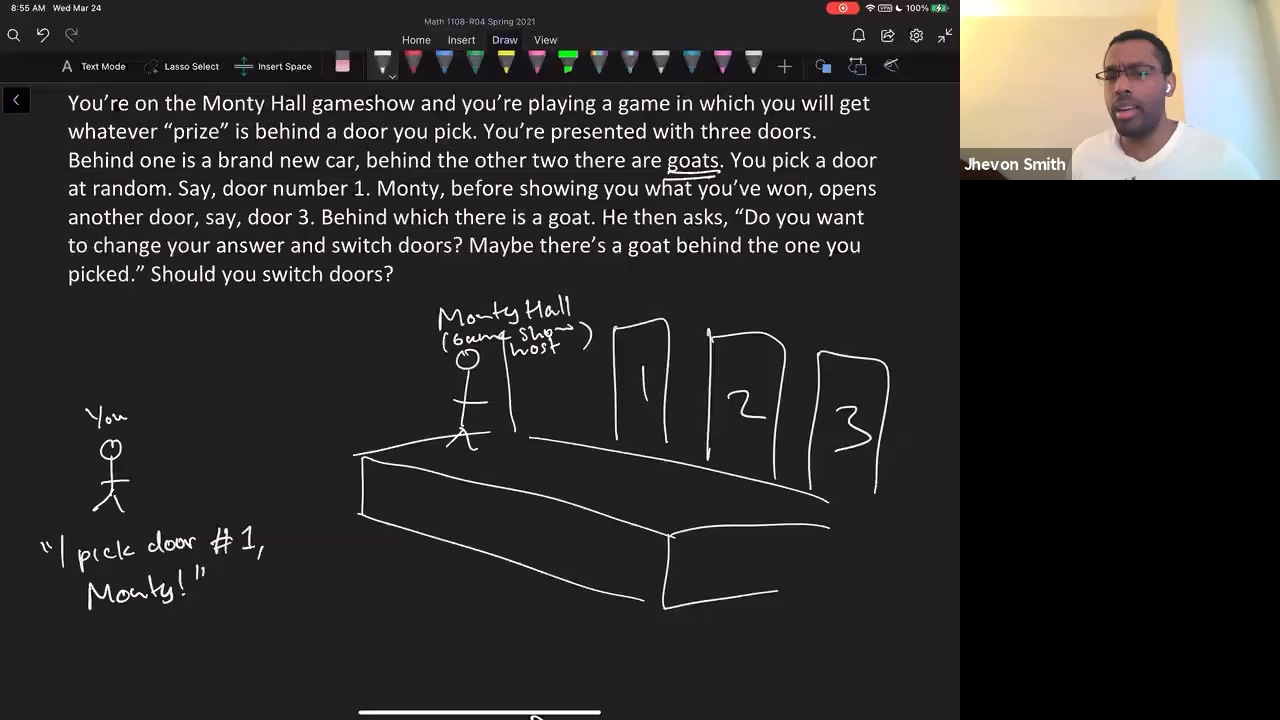 8:55 AM Wed Mar 24
100%
Math 1108-R04 Spring 2021
Home Insert Draw View
Text Mode Lasso Select Insert Space
You're on the Monty Hall gameshow and you're playing a game in which you will get
whatever “prize” is behind a door you pick. You're presented with three doors.
Behind one is a brand new car, behind the other two there are goats. You pick a door
at random. Say, door number 1. Monty, before showing you what you've won, opens
another door, say, door 3. Behind which there is a goat. He then asks, “Do you want
to change your answer and switch doors? Maybe there's a goat behind the one you
picked.” Should you switch doors?
Monty Hall
(Game Show
host)
1 2 3
You
"I pick door #1,
Monty!"
Jhevon Smith